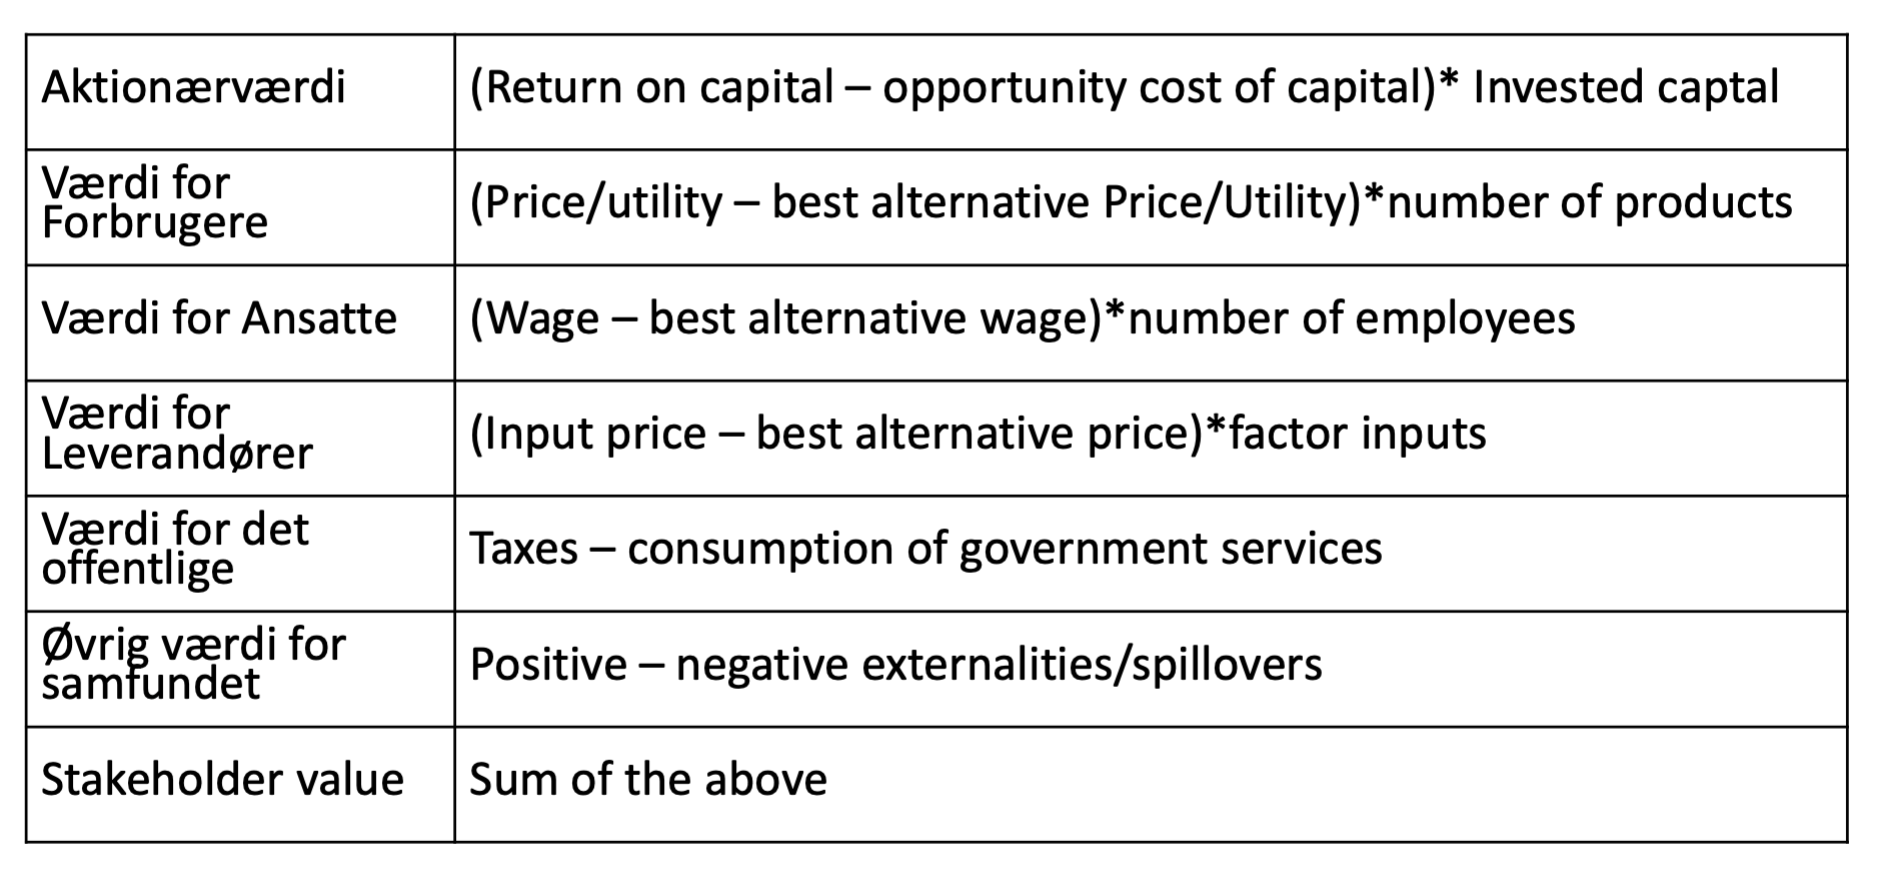 Aktionærværdi
(Return on capital – opportunity cost of capital)* Invested captal
Værdi for
Forbrugere
(Price/utility – best alternative Price/Utility)*number of products
Værdi for Ansatte
(Wage – best alternative wage)*number of employees
Værdi for
Leverandører
(Input price – best alternative price)*factor inputs
Værdi for det
offentlige
Taxes – consumption of government services
Øvrig værdi for
samfundet
Positive – negative externalities/spillovers
Stakeholder value
Sum of the above